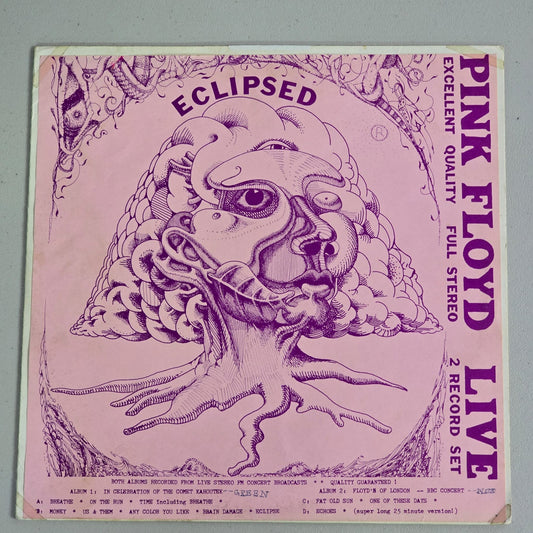 ECLIPSED
PINK FLOYD LIVE
EXCELLENT QUALITY FULL STEREO 2 RECORD SET
BOTH ALBUMS RECORDED FROM LIVE STEREO FM CONCERT BROADCASTS ** QUALITY GUARANTEED !
ALBUM 1: IN CELEBRATION OF THE COMET KAHOUTEK - GREEN ALBUM 2: FLOYD'N OF LONDON -- BBC CONCERT
A: BREATHE * ON THE RUN * TIME including BREATHE * C: FAT OLD SUN * ONE OF THESE DAYS *
B: MONEY * US & THEM * ANY COLOR YOU LIKE * BRAIN DAMAGE * ECLIPSE D: ECHOES * (super long 25 minute version!)